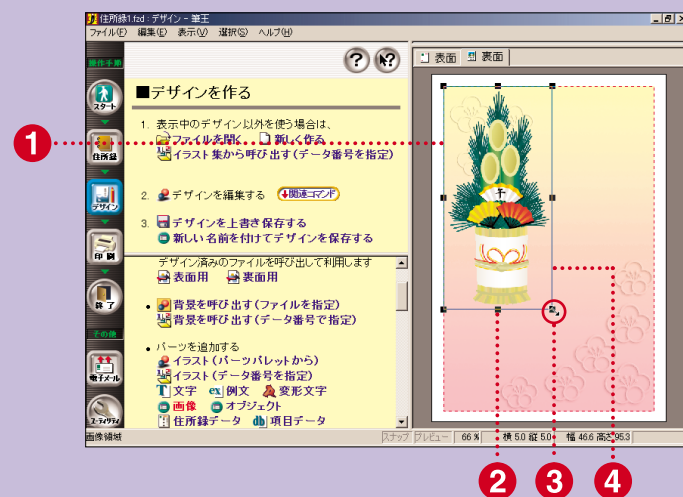 住所録1.fzd : デザイン - 筆王
ファイル(F) 編集(E) 表示(V) 選択(S) ヘルプ(H)
操作手順
スタート
住所録
デザイン
印刷
終了
その他
電子メール
ユーティリティ
■デザインを作る
1. 表示中のデザイン以外を使う場合は、
ファイルを開く 新しく作る
イラスト集から呼び出す(データ番号を指定)
2. デザインを編集する 関連コマンド
3. デザインを上書き保存する
新しい名前を付けてデザインを保存する
デザイン済みのファイルを呼び出して利用します
表面用 裏面用
• 背景を呼び出す(ファイルを指定)
背景を呼び出す(データ番号で指定)
• パーツを追加する
イラスト(パーツパレットから)
イラスト(データ番号を指定)
文字 ex 例文 変形文字
画像 オブジェクト
住所録データ db 項目データ
表面 裏面
画像領域
スナップ プレビュー 66 % 横 5.0 縦 5.0 幅 46.6 高さ 95.3
1
2 3 4